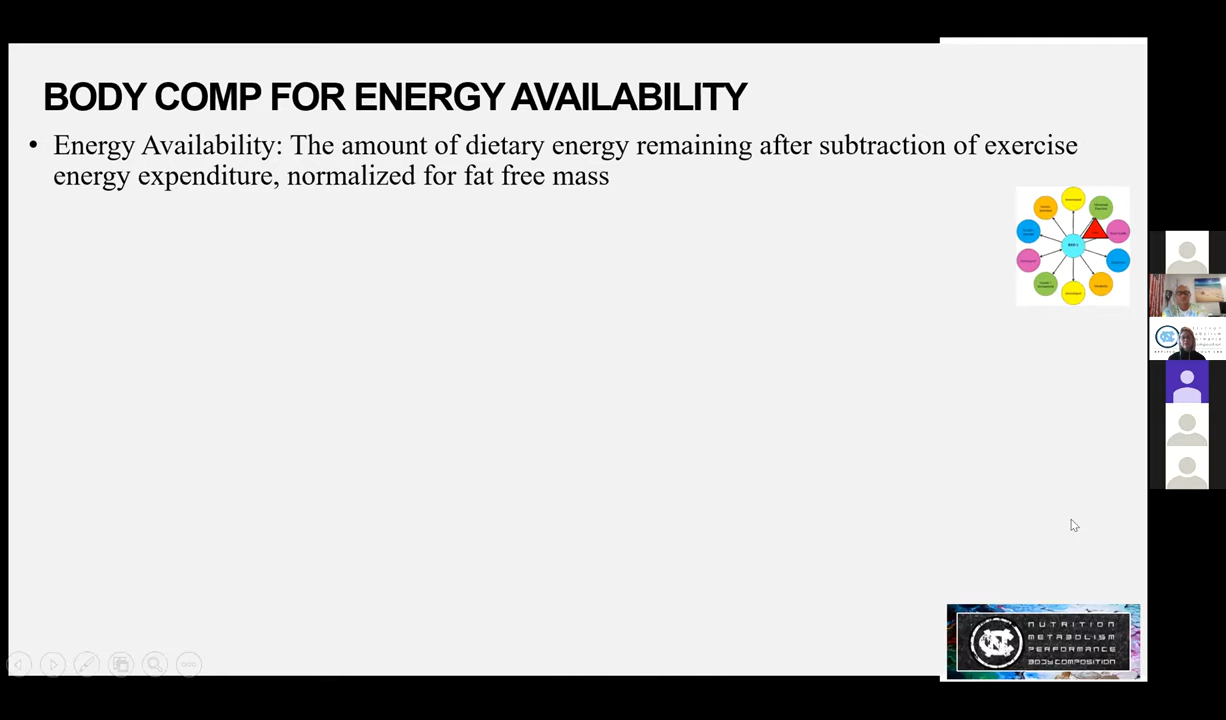 BODY COMP FOR ENERGY AVAILABILITY
• Energy Availability: The amount of dietary energy remaining after subtraction of exercise
energy expenditure, normalized for fat free mass
NUTRITION
METABOLISM
PERFORMANCE
BODY COMPOSITION